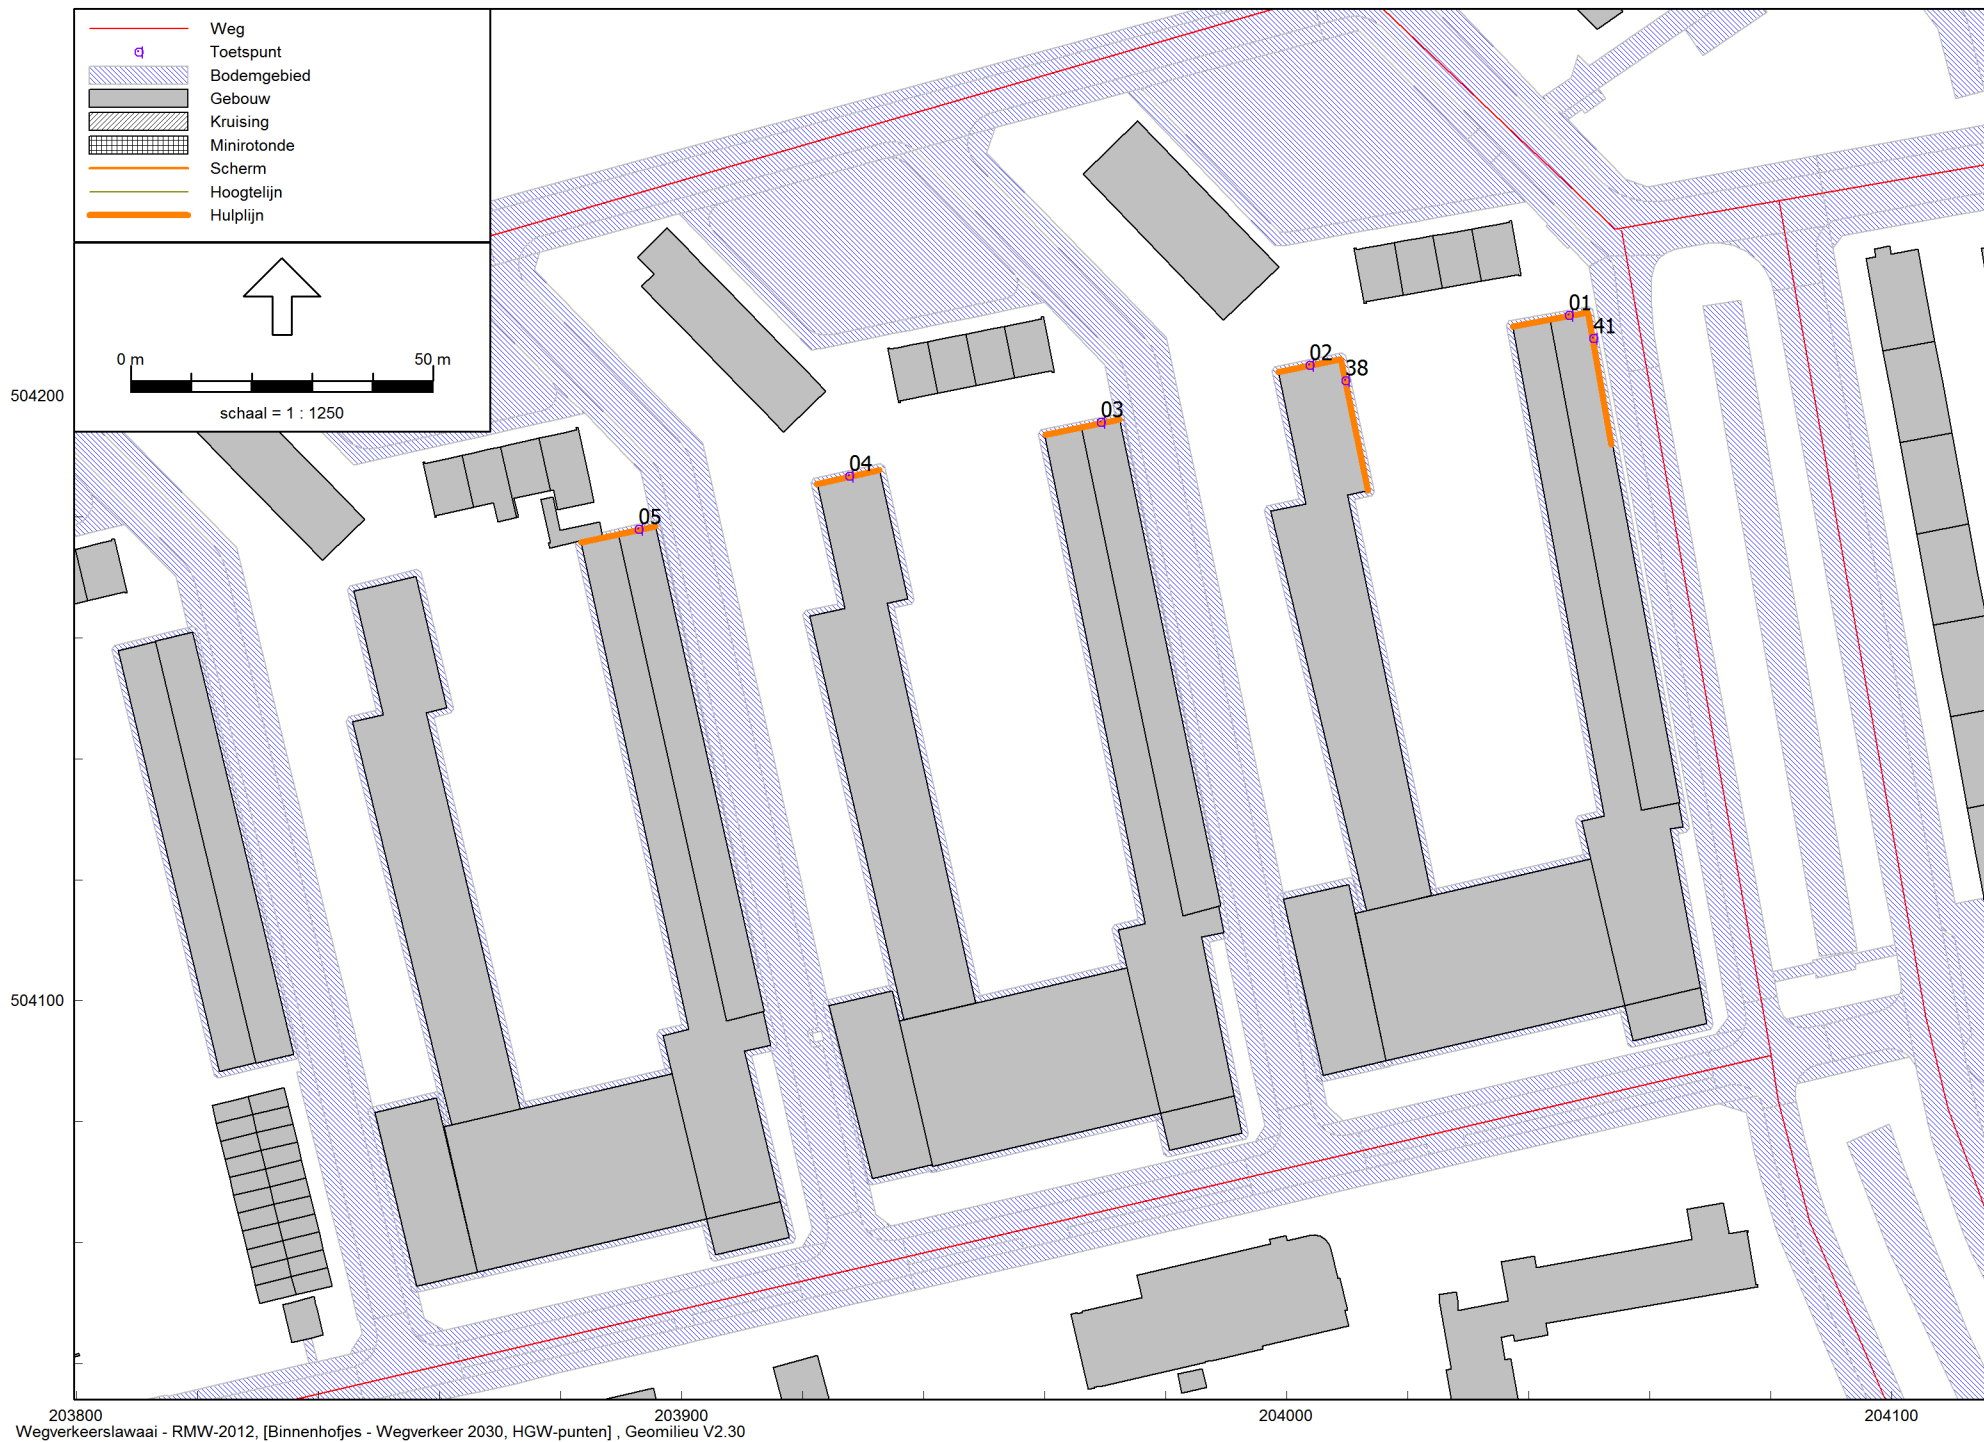 Weg
Toetspunt
Bodemgebied
Gebouw
Kruising
Minirotonde
Scherm
Hoogtelijn
Hulplijn
0 m 50 m
schaal = 1 : 1250
01
41
02
38
03
04
05
504200
504100
203800 203900 204000 204100
Wegverkeerslawaai - RMW-2012, [Binnenhofjes - Wegverkeer 2030, HGW-punten] , Geomilieu V2.30